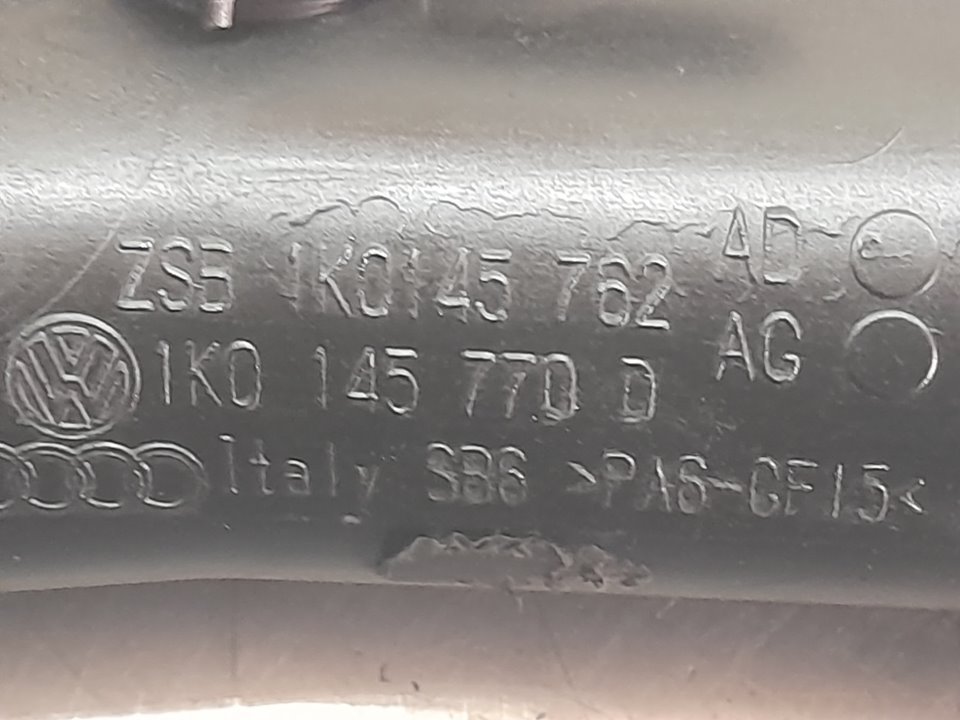 ZSB 1K0145 762 AD
AG
1K0 145 770 D
Italy SB6 >PA6-GF15<